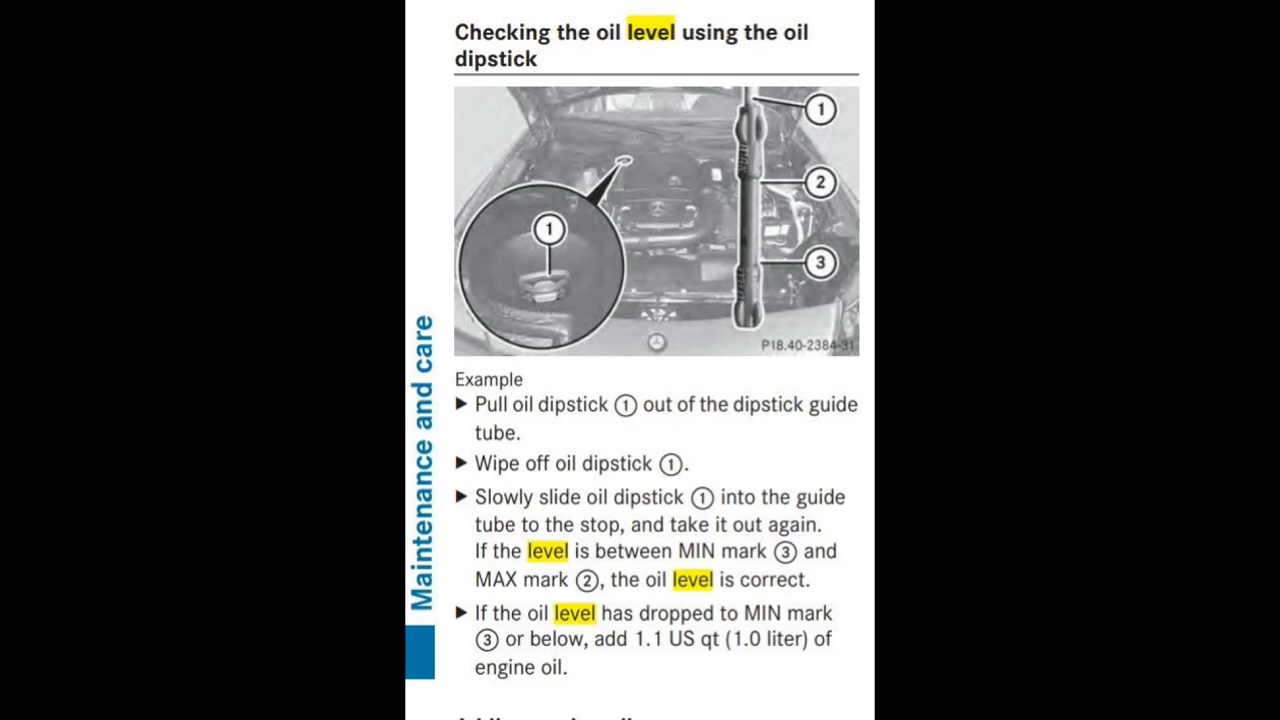 Checking the oil level using the oil
dipstick
1
2
1
3
P18.40-2384-31
Example
► Pull oil dipstick ① out of the dipstick guide
tube.
► Wipe off oil dipstick ①.
► Slowly slide oil dipstick ① into the guide
tube to the stop, and take it out again.
If the level is between MIN mark ③ and
MAX mark ②, the oil level is correct.
► If the oil level has dropped to MIN mark
③ or below, add 1.1 US qt (1.0 liter) of
engine oil.
Maintenance and care